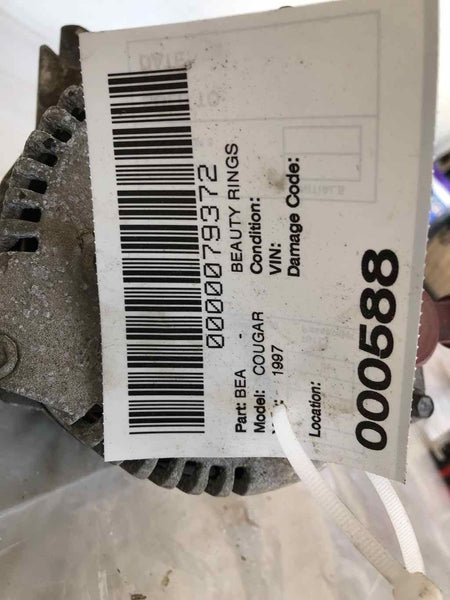 0000079372
Part: BEA - BEAUTY RINGS
Model: COUGAR Condition:
1997 VIN:
Damage Code:
Location:
000588